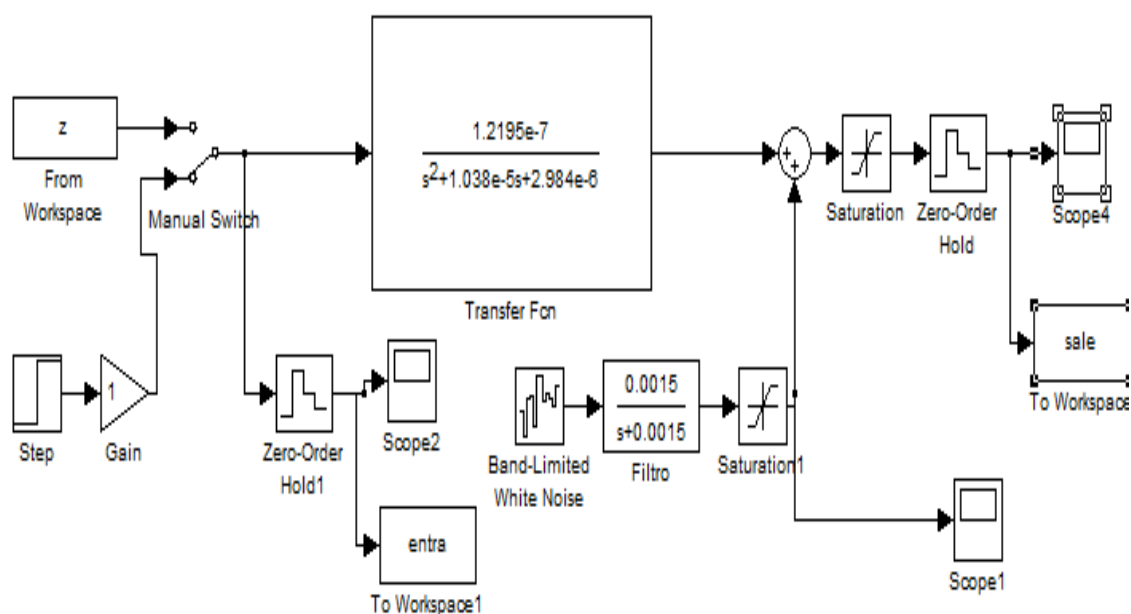 z
From
Workspace
Manual Switch
1.2195e-7
s²+1.038e-5s+2.984e-6
Transfer Fcn
+
+
Saturation
Zero-Order
Hold
Scope4
sale
To Workspace
Step
1
Gain
Zero-Order
Hold1
Scope2
entra
To Workspace1
Band-Limited
White Noise
0.0015
s+0.0015
Filtro
Saturation1
Scope1